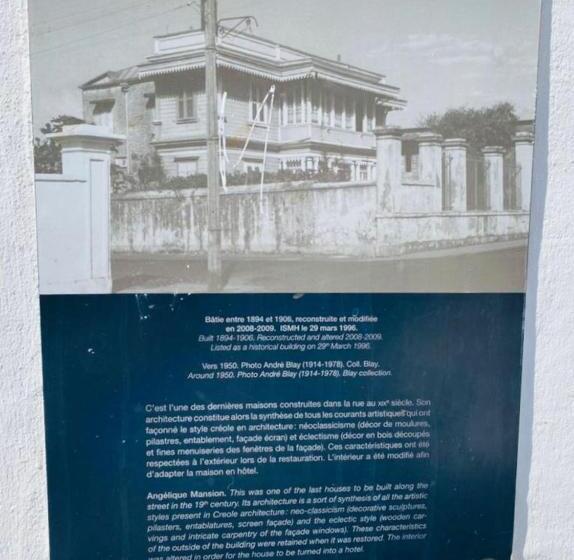 Bâtie entre 1894 et 1906, reconstruite et modifiée
en 2008-2009. ISMH le 29 mars 1996.
Built 1894-1906. Reconstructed and altered 2008-2009.
Listed as a historical building on 29th March 1996.
Vers 1950. Photo André Blay (1914-1978). Coll. Blay.
Around 1950. Photo André Blay (1914-1978). Blay collection.
C'est l'une des dernières maisons construites dans la rue au XIXe siècle. Son
architecture constitue alors la synthèse de tous les courants artistiques qui ont
façonné le style créole en architecture : néoclassicisme (décor de moulures,
pilastres, entablement, façade écran) et éclectisme (décor en bois découpés
et fines menuiseries des fenêtres de la façade). Ces caractéristiques ont été
respectées à l'extérieur lors de la restauration. L'intérieur a été modifié afin
d'adapter la maison en hôtel.
Angélique Mansion. This was one of the last houses to be built along the
street in the 19th century. Its architecture is a sort of synthesis of all the artistic
styles present in Creole architecture: neo-classicism (decorative sculptures,
pilasters, entablatures, screen façade) and the eclectic style (wooden car-
vings and intricate carpentry of the façade windows). These characteristics
of the outside of the building were retained when it was restored. The interior
was altered in order for the house to be turned into a hotel.